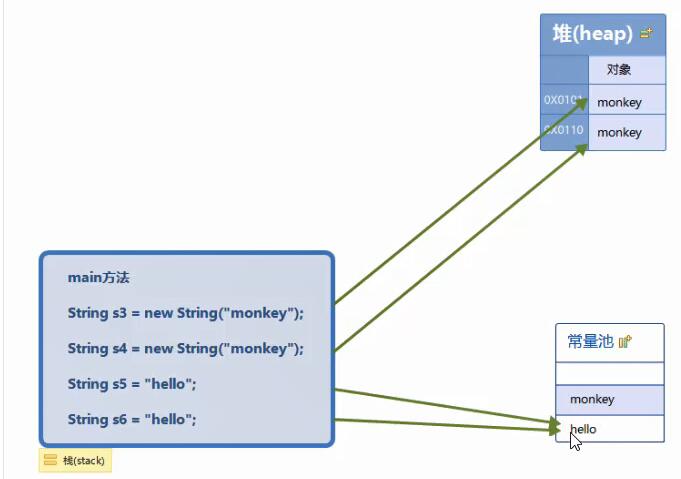 堆(heap)
对象
0X0101
monkey
0X0110
monkey
main方法
String s3 = new String("monkey");
String s4 = new String("monkey");
String s5 = "hello";
String s6 = "hello";
栈(stack)
常量池
monkey
hello